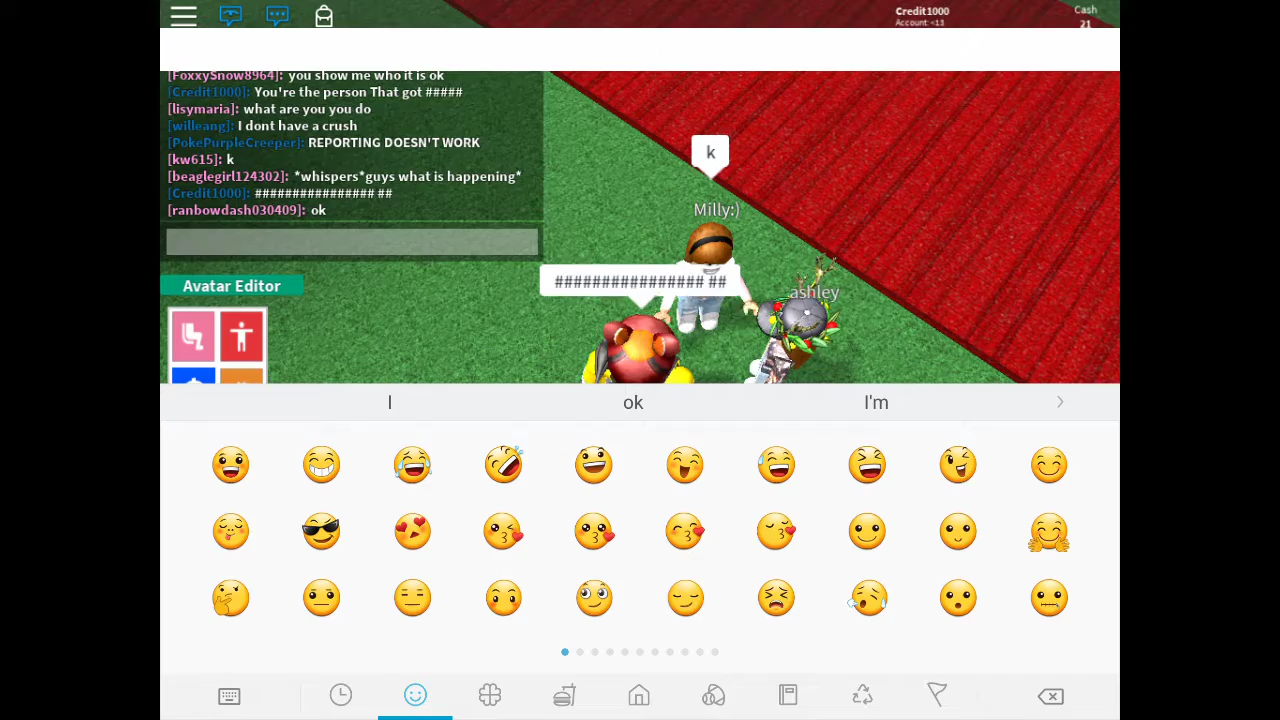 Credit1000
Account: <13
Cash
21
[FoxxySnow8964]: you show me who it is ok
[Credit1000]: You're the person That got #####
[lisymaria]: what are you you do
[willeang]: I dont have a crush
[PokePurpleCreeper]: REPORTING DOESN'T WORK
[kw615]: k
[beaglegirl124302]: *whispers*guys what is happening*
[Credit1000]: ################ ##
[ranbowdash030409]: ok
k
Milly:)
################ ##
ashley
Avatar Editor
I
ok
I'm